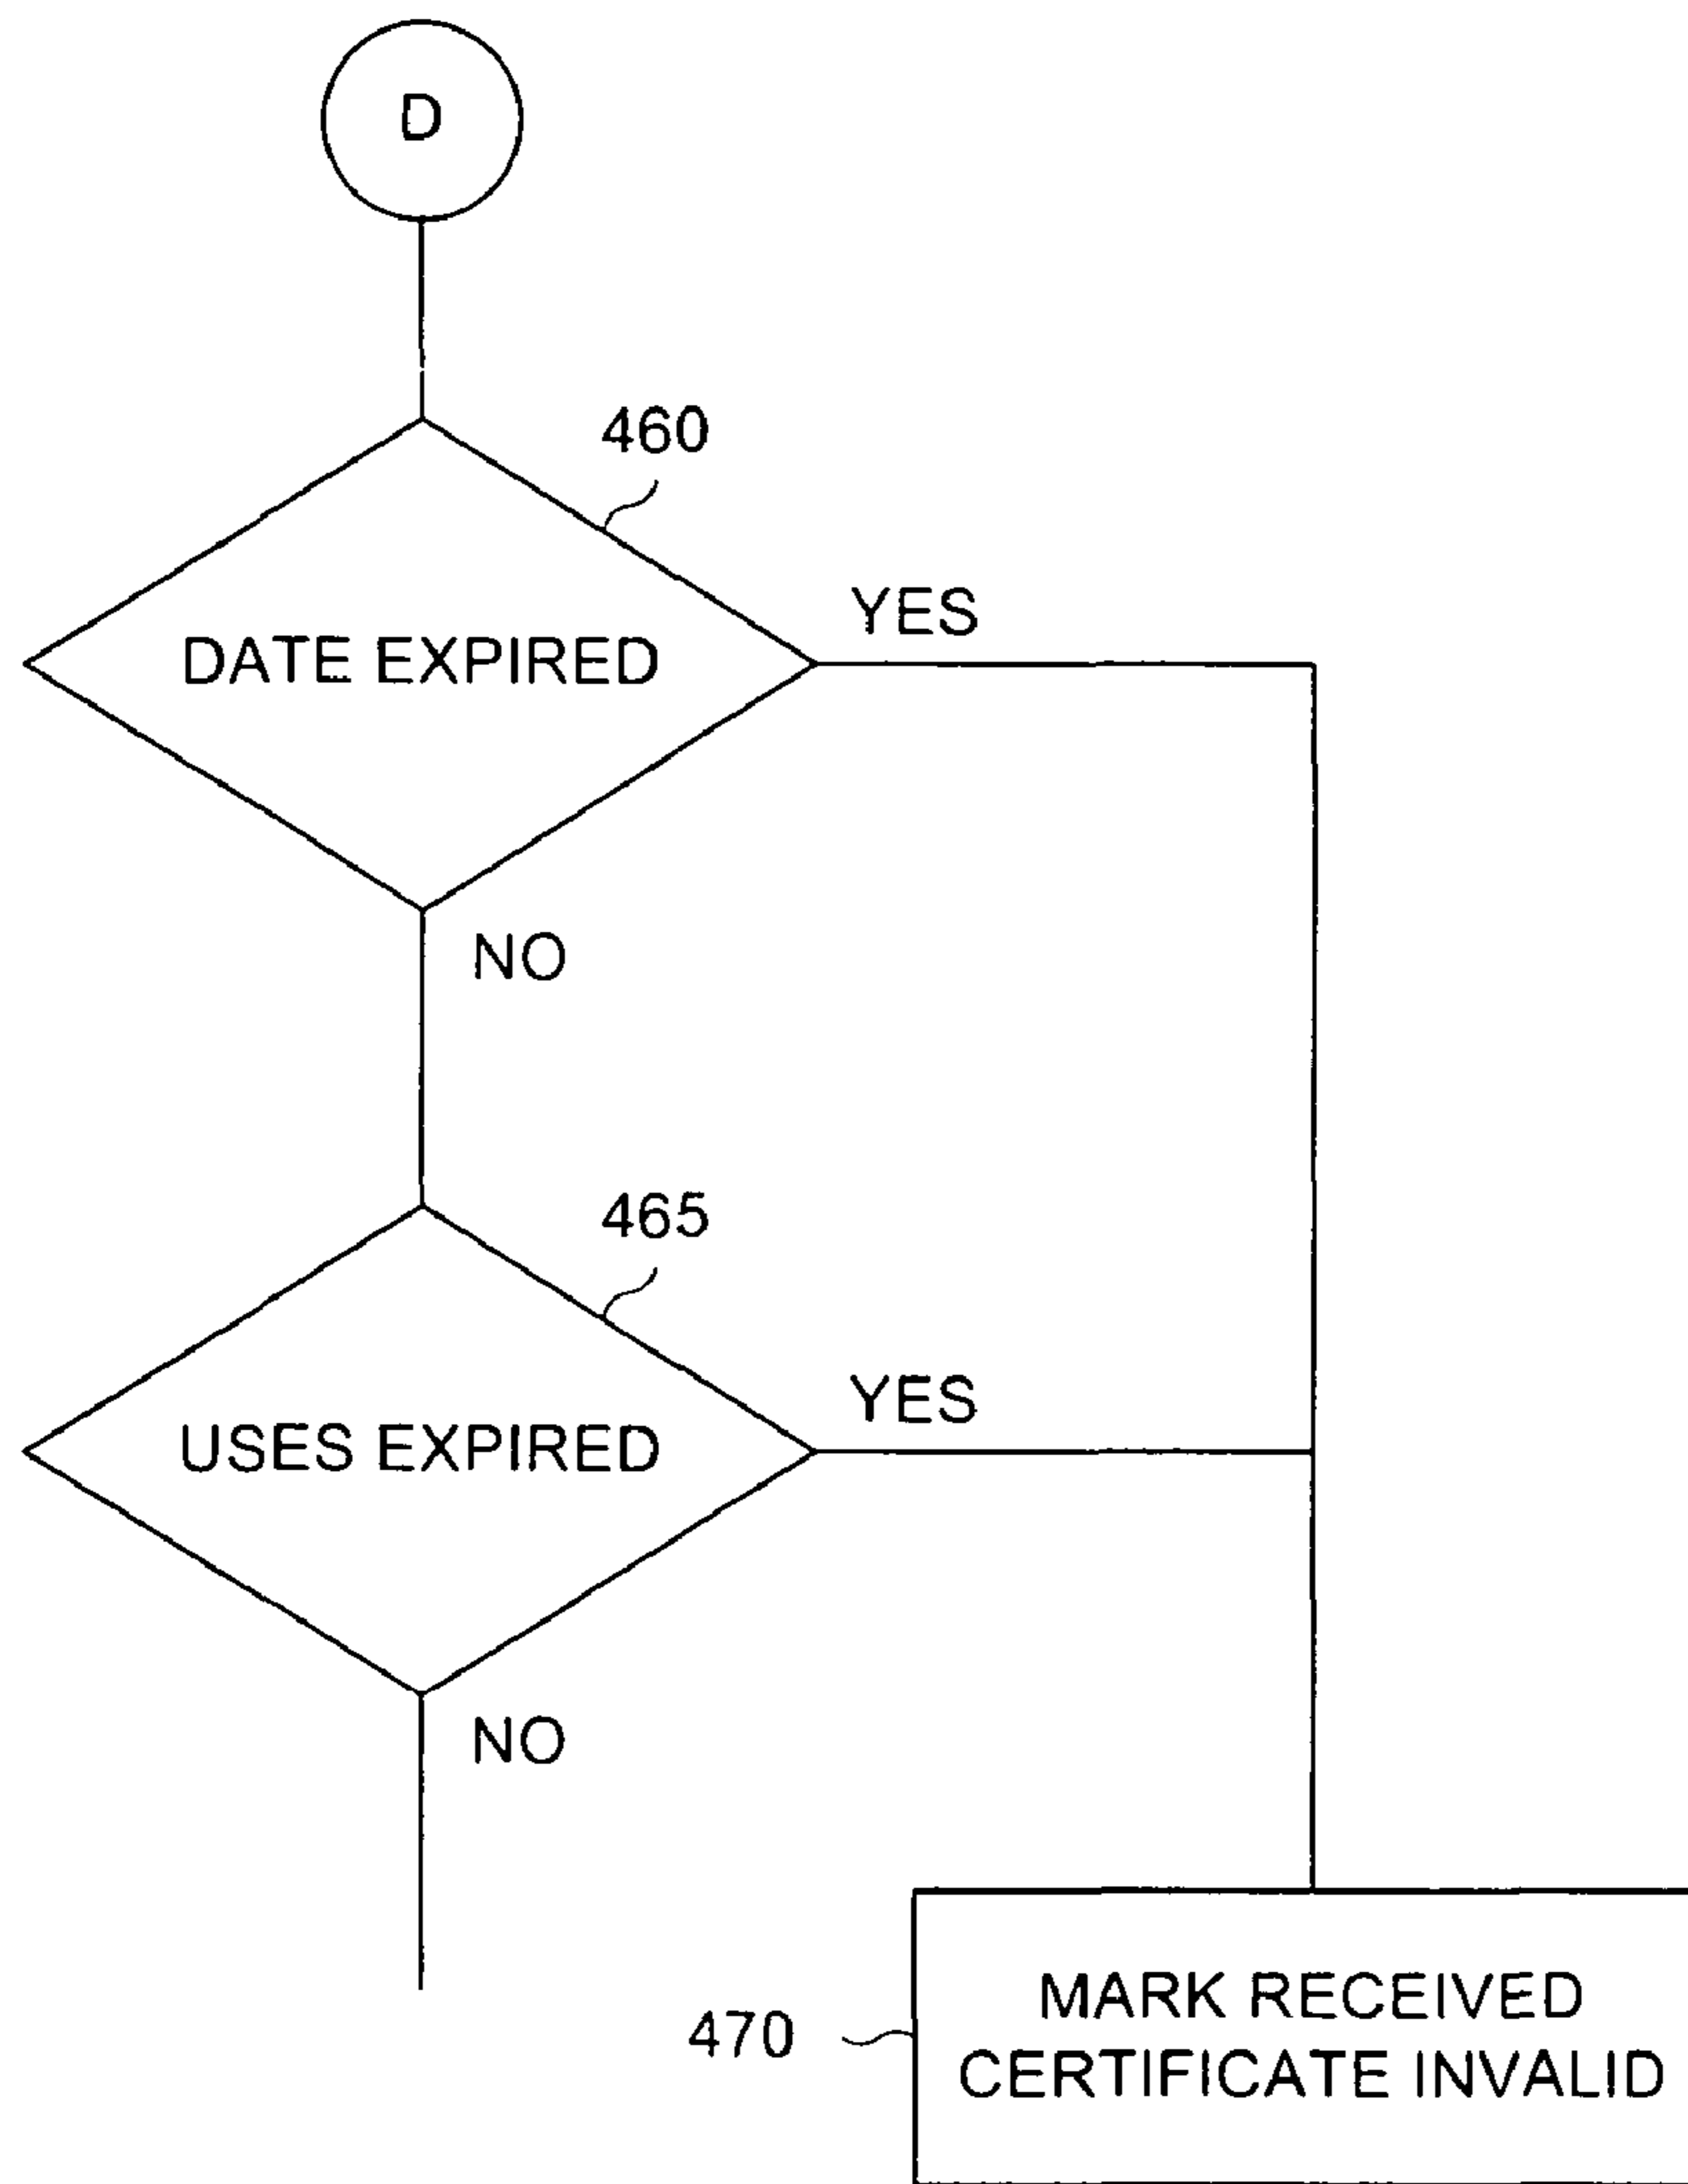 D
460
YES
DATE EXPIRED
NO
465
YES
USES EXPIRED
NO
MARK RECEIVED
470
CERTIFICATE INVALID